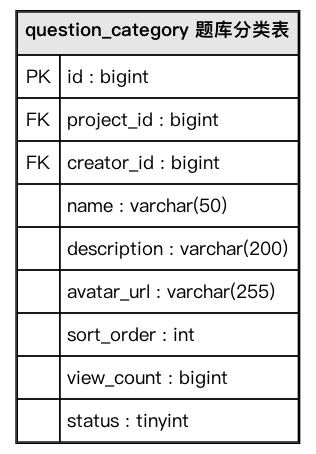 question_category 题库分类表
PK id : bigint
FK project_id : bigint
FK creator_id : bigint
name : varchar(50)
description : varchar(200)
avatar_url : varchar(255)
sort_order : int
view_count : bigint
status : tinyint